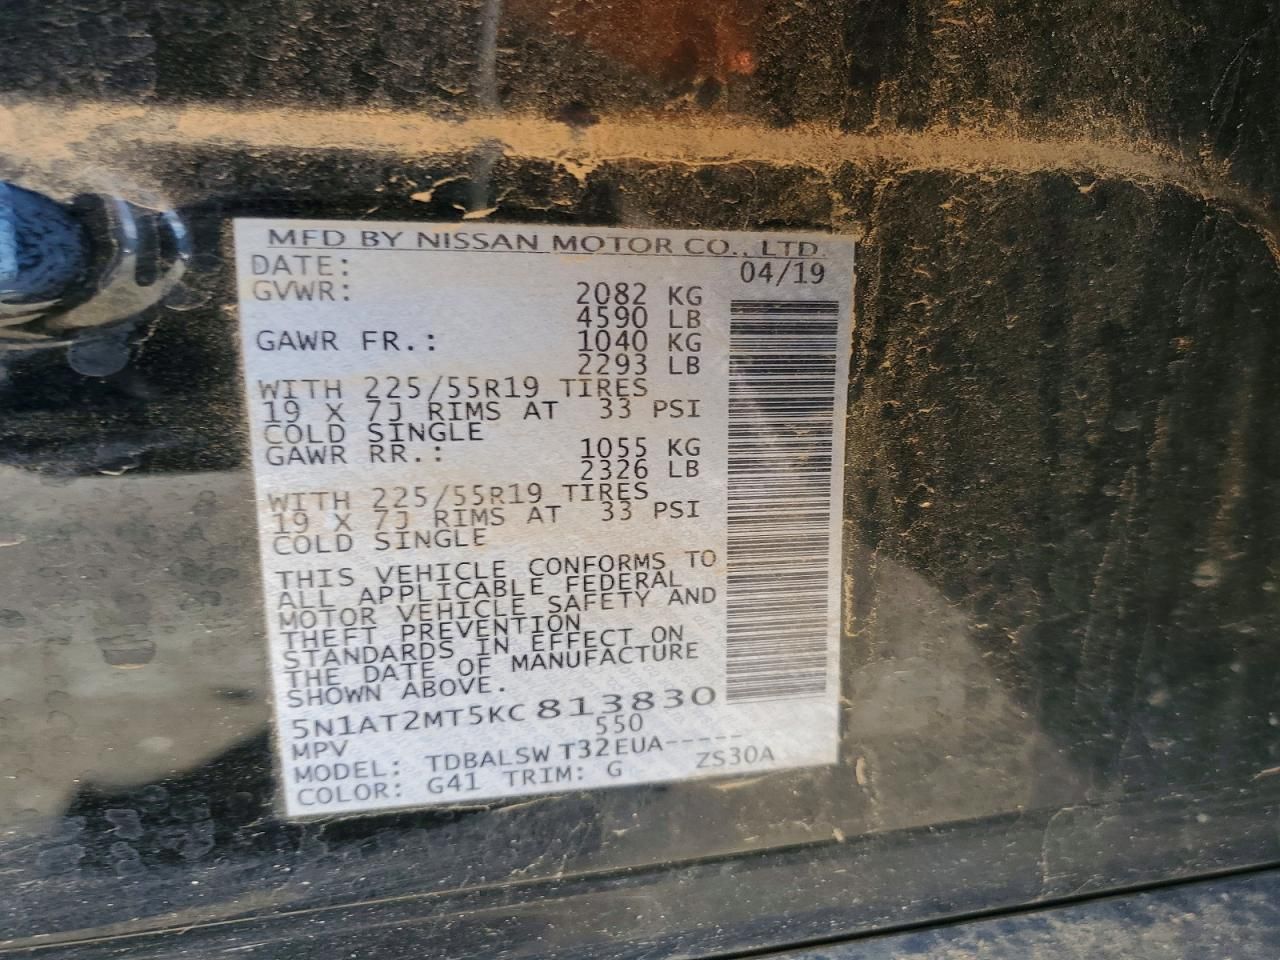 MFD BY NISSAN MOTOR CO., LTD.
DATE: 04/19
GVWR: 2082 KG
4590 LB
GAWR FR.: 1040 KG
2293 LB
WITH 225/55R19 TIRES
19 X 7J RIMS AT 33 PSI
COLD SINGLE
GAWR RR.: 1055 KG
2326 LB
WITH 225/55R19 TIRES
19 X 7J RIMS AT 33 PSI
COLD SINGLE
THIS VEHICLE CONFORMS TO
ALL APPLICABLE FEDERAL
MOTOR VEHICLE SAFETY AND
THEFT PREVENTION
STANDARDS IN EFFECT ON
THE DATE OF MANUFACTURE
SHOWN ABOVE.
5N1AT2MT5KC813830
MPV 550
MODEL: TDBALSW T32EUA-----
COLOR: G41 TRIM: G ZS30A